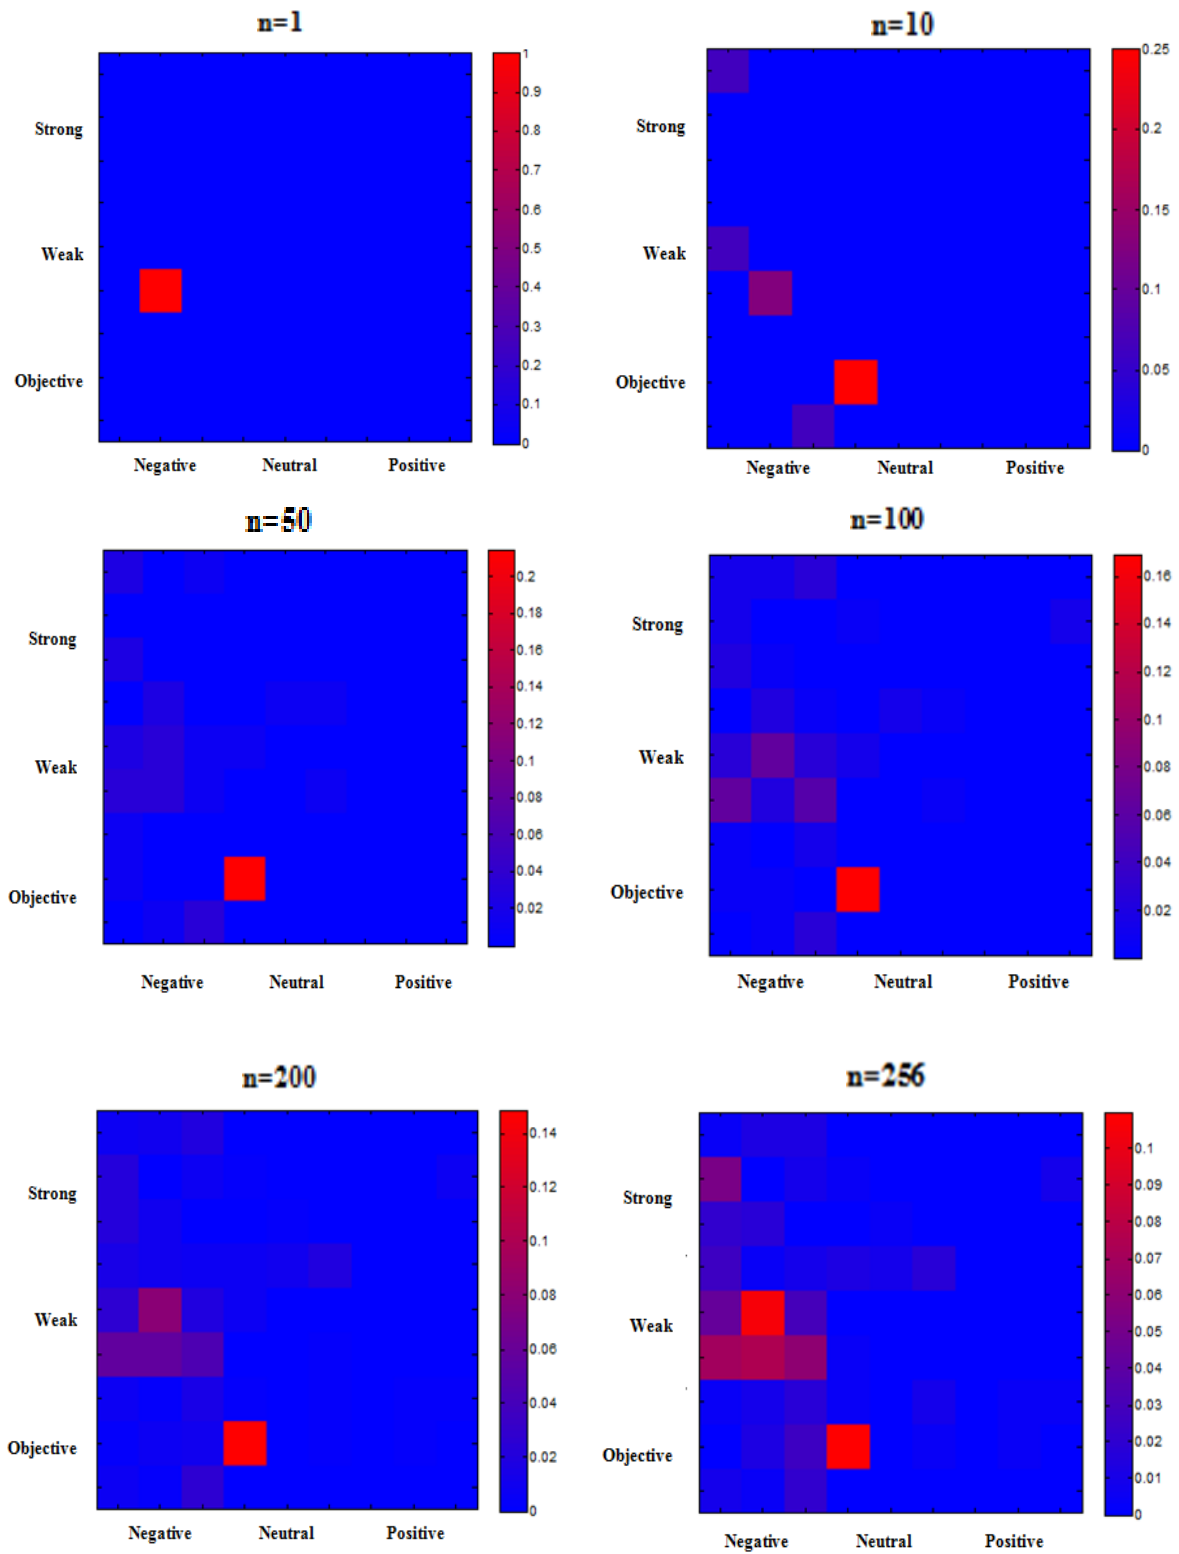 n=1
1
0.9
0.8
0.7
0.6
0.5
0.4
0.3
0.2
0.1
0
Strong
Weak
Objective
Negative Neutral Positive
n=10
0.25
0.2
0.15
0.1
0.05
0
Strong
Weak
Objective
Negative Neutral Positive
n=50
0.2
0.18
0.16
0.14
0.12
0.1
0.08
0.06
0.04
0.02
Strong
Weak
Objective
Negative Neutral Positive
n=100
0.16
0.14
0.12
0.1
0.08
0.06
0.04
0.02
Strong
Weak
Objective
Negative Neutral Positive
n=200
0.14
0.12
0.1
0.08
0.06
0.04
0.02
0
Strong
Weak
Objective
Negative Neutral Positive
n=256
0.1
0.09
0.08
0.07
0.06
0.05
0.04
0.03
0.02
0.01
0
Strong
Weak
Objective
Negative Neutral Positive